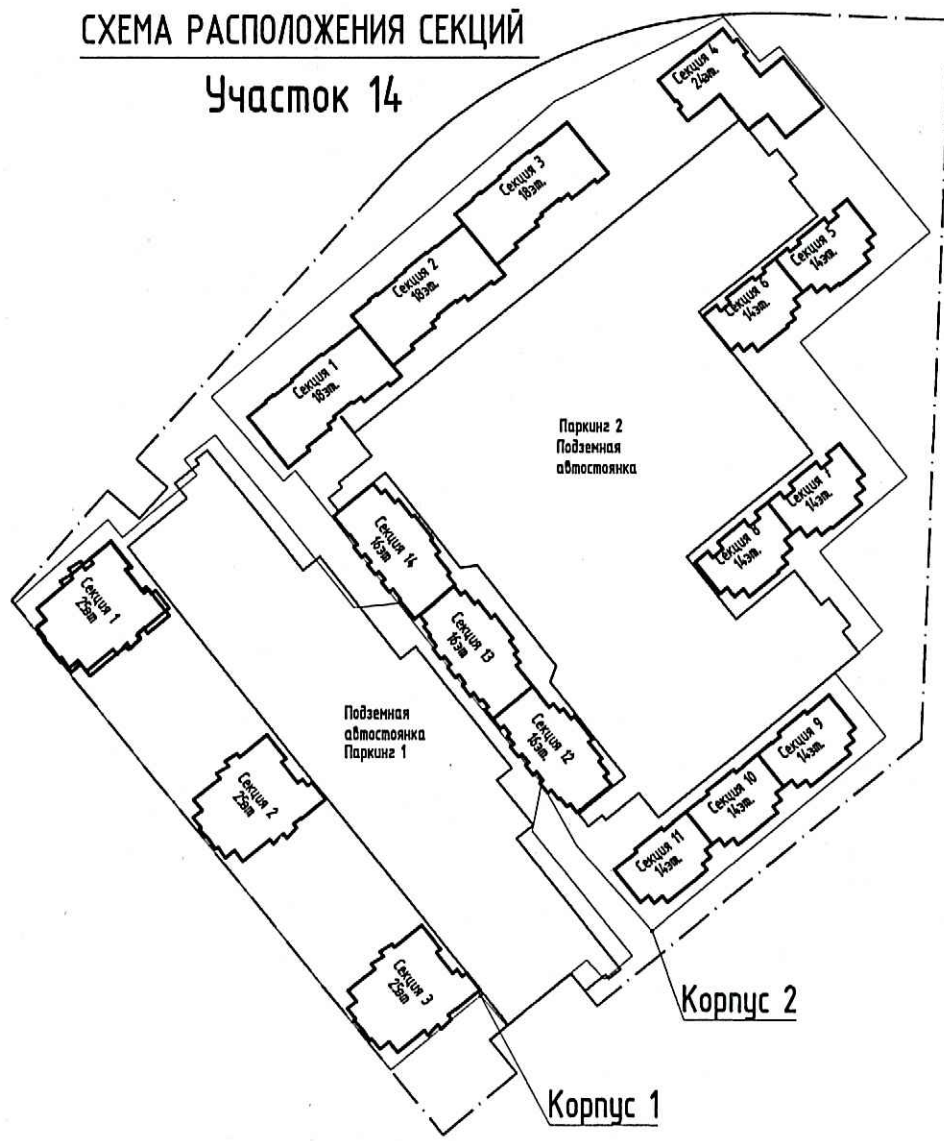 СХЕМА РАСПОЛОЖЕНИЯ СЕКЦИЙ
Участок 14
Секция 4
24эт.
Секция 3
18эт.
Секция 2
18эт.
Секция 1
18эт.
Секция 5
14эт.
Секция 6
14эт.
Паркинг 2
Подземная
автостоянка
Секция 7
14эт.
Секция 8
14эт.
Секция 14
16эт
Секция 13
16эт
Секция 12
16эт.
Секция 1
25эт
Подземная
автостоянка
Паркинг 1
Секция 2
25эт
Секция 9
14эт.
Секция 10
14эт.
Секция 11
14эт.
Секция 3
25эт
Корпус 2
Корпус 1